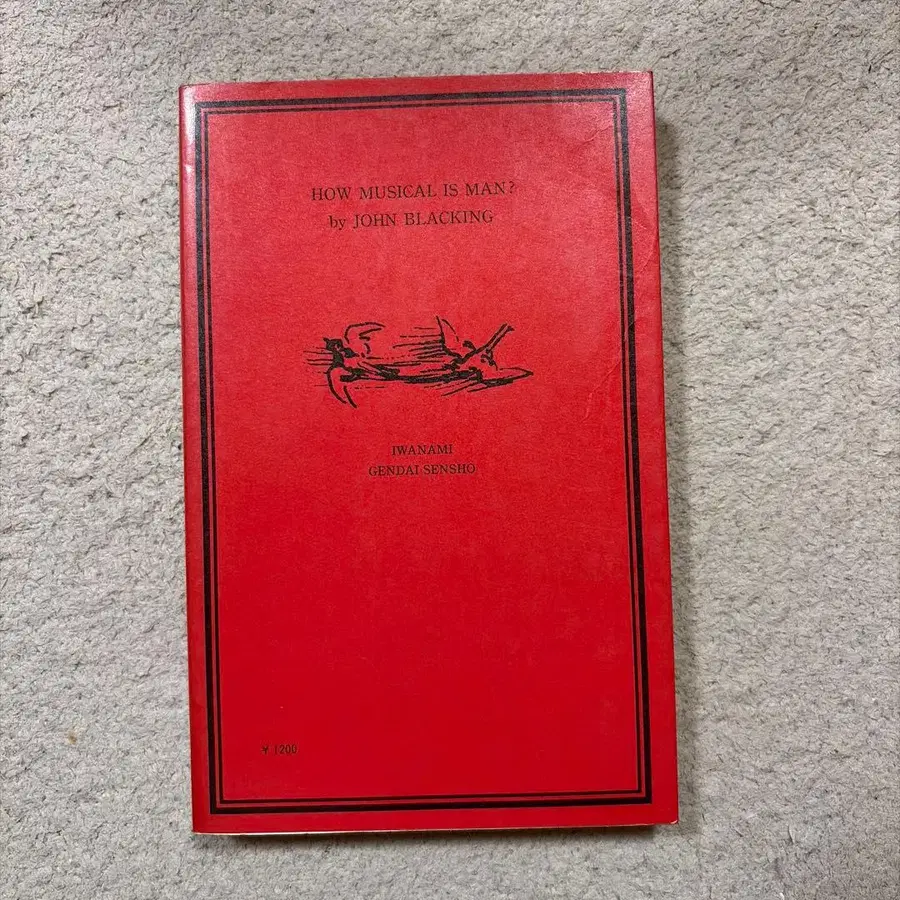 HOW MUSICAL IS MAN?
by JOHN BLACKING
IWANAMI
GENDAI SENSHO
¥1200